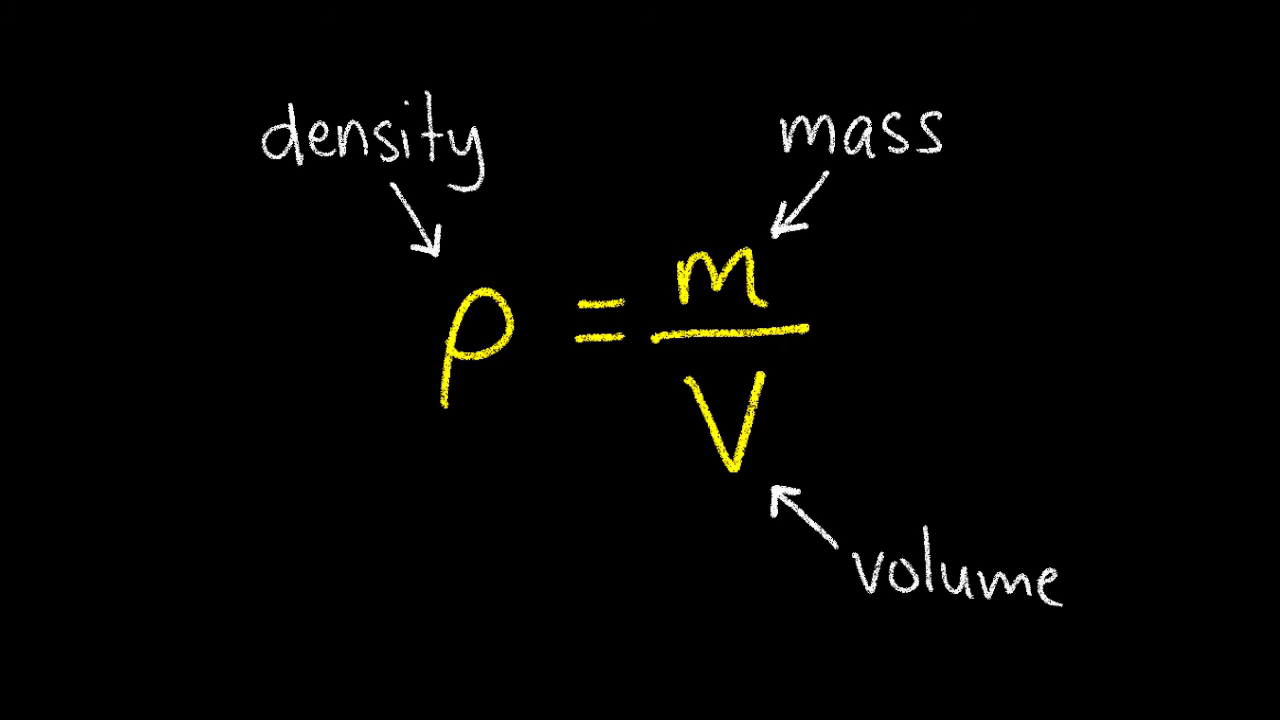 density
mass
ρ = m/V
volume